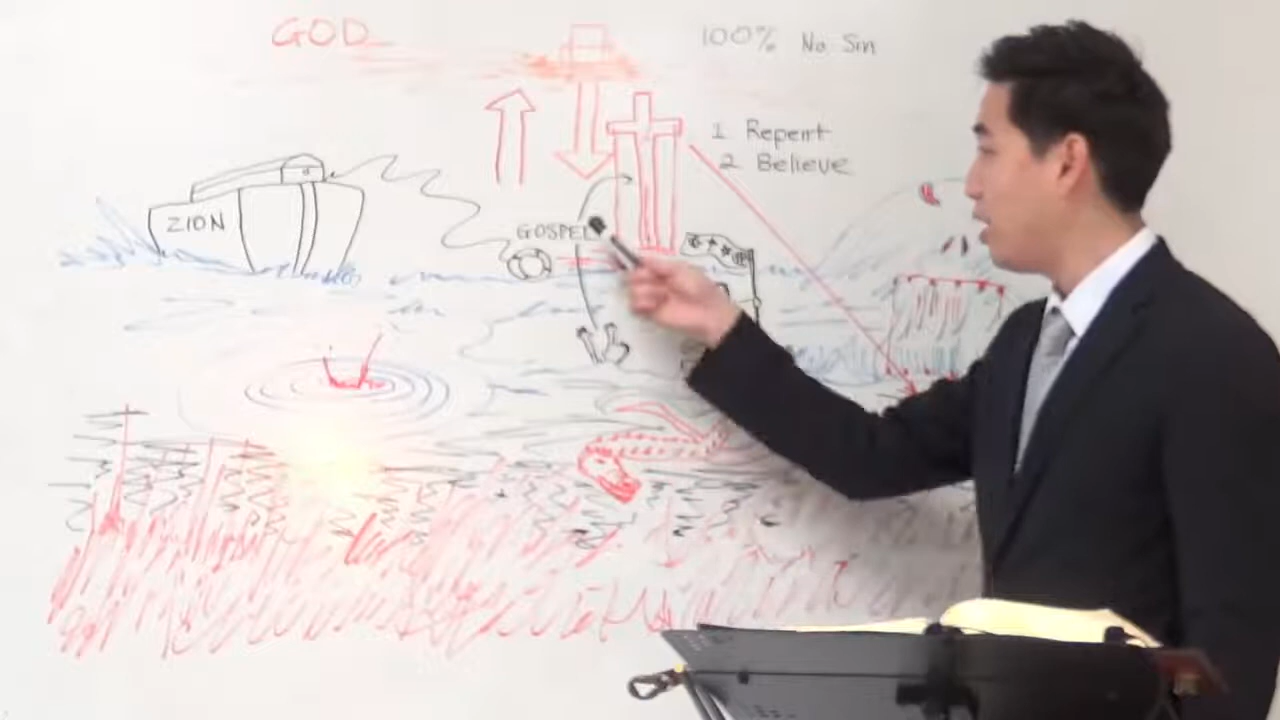 GOD
100% No Sin
1 Repent
2 Believe
ZION
GOSPEL